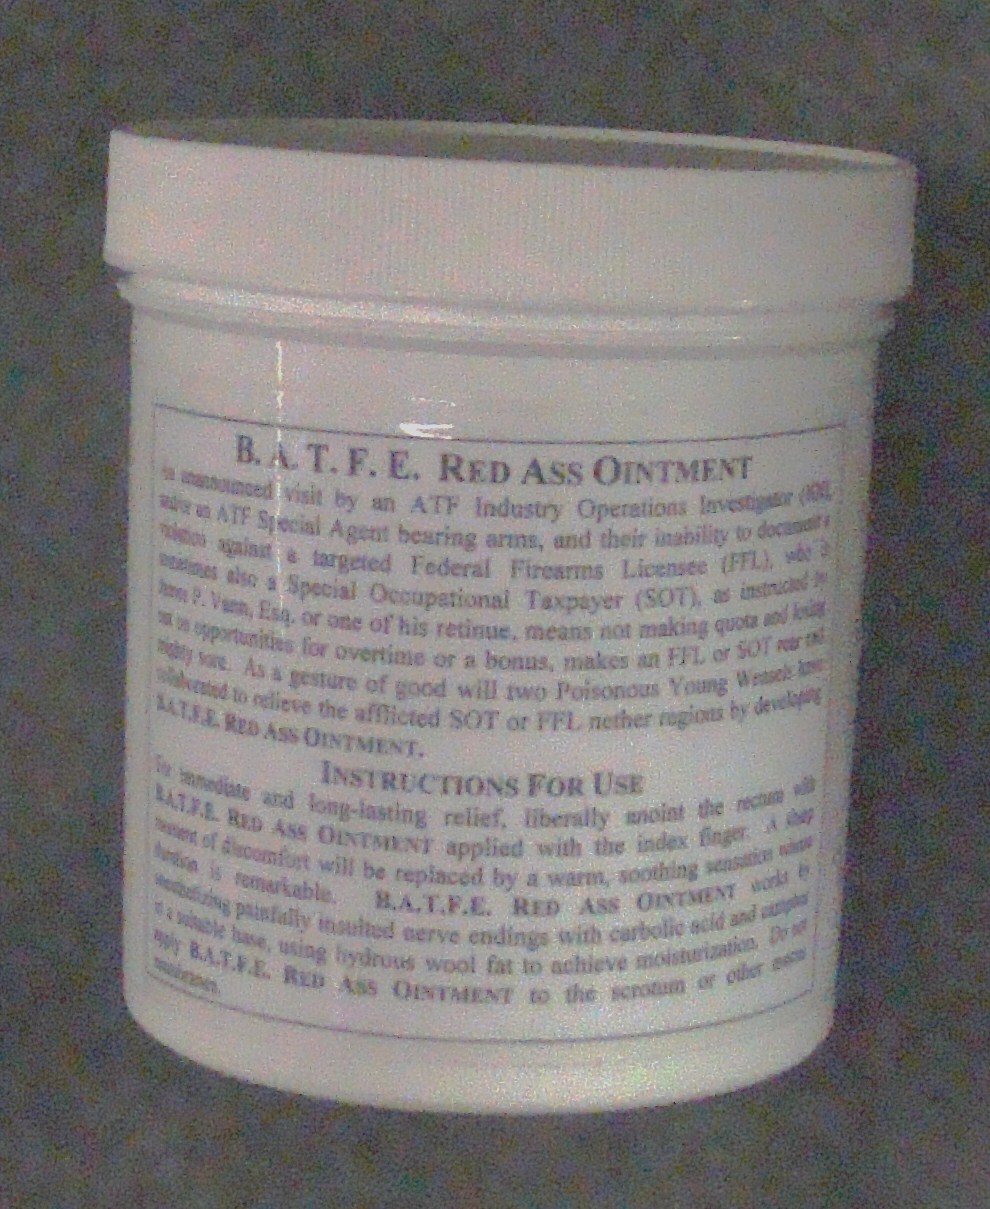 B. A. T. F. E. RED ASS OINTMENT
unannounced visit by an ATF Industry Operations Investigator (IOI),
and/or an ATF Special Agent bearing arms, and their inability to document a
violation against a targeted Federal Firearms Licensee (FFL), who is
sometimes also a Special Occupational Taxpayer (SOT), as instructed by
James P. Vann, Esq. or one of his retinue, means not making quota and losing
out on opportunities for overtime or a bonus, makes an FFL or SOT rear end
mighty sore. As a gesture of good will two Poisonous Young Weasels have
collaborated to relieve the afflicted SOT or FFL nether regions by developing
B.A.T.F.E. RED ASS OINTMENT.
INSTRUCTIONS FOR USE
For immediate and long-lasting relief, liberally anoint the rectum with
B.A.T.F.E. RED ASS OINTMENT applied with the index finger. A sharp
moment of discomfort will be replaced by a warm, soothing sensation whose
duration is remarkable. B.A.T.F.E. RED ASS OINTMENT works by
anesthetizing painfully insulted nerve endings with carbolic acid and camphor
in a suitable base, using hydrous wool fat to achieve moisturization. Do not
apply B.A.T.F.E. RED ASS OINTMENT to the scrotum or other
membranes.